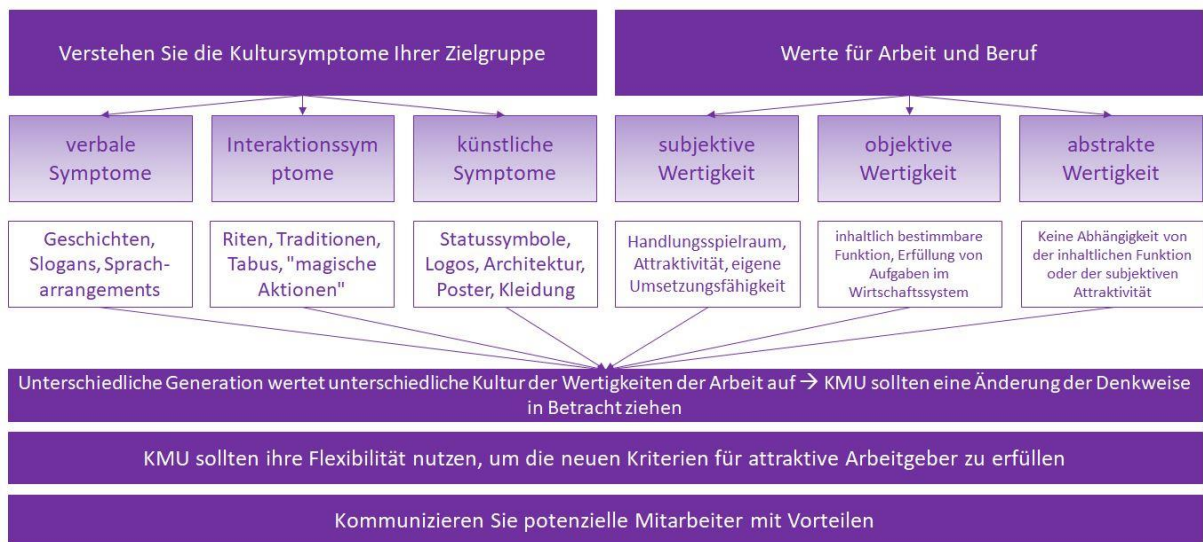 Verstehen Sie die Kultursymptome Ihrer Zielgruppe
Werte für Arbeit und Beruf
verbale
Symptome
Interaktionssym
ptome
künstliche
Symptome
subjektive
Wertigkeit
objektive
Wertigkeit
abstrakte
Wertigkeit
Geschichten,
Slogans, Sprach-
arrangements
Riten, Traditionen,
Tabus, "magische
Aktionen"
Statussymbole,
Logos, Architektur,
Poster, Kleidung
Handlungsspielraum,
Attraktivität, eigene
Umsetzungsfähigkeit
inhaltlich bestimmbare
Funktion, Erfüllung von
Aufgaben im
Wirtschaftssystem
Keine Abhängigkeit von
der inhaltlichen Funktion
oder der subjektiven
Attraktivität
Unterschiedliche Generation wertet unterschiedliche Kultur der Wertigkeiten der Arbeit auf → KMU sollten eine Änderung der Denkweise
in Betracht ziehen
KMU sollten ihre Flexibilität nutzen, um die neuen Kriterien für attraktive Arbeitgeber zu erfüllen
Kommunizieren Sie potenzielle Mitarbeiter mit Vorteilen